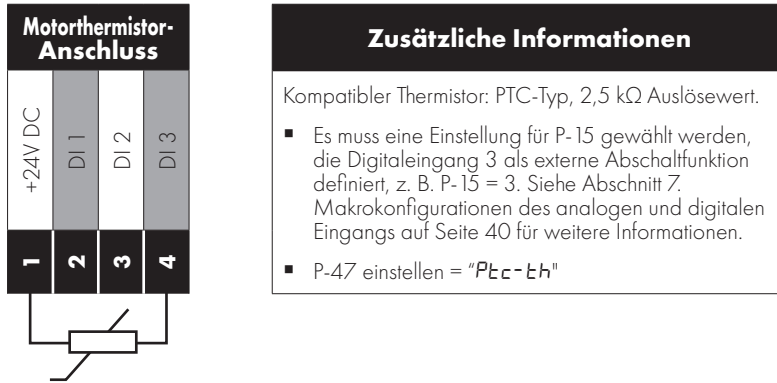 Motorthermistor-
Anschluss
+24V DC
DI 1
DI 2
DI 3
1
2
3
4
Zusätzliche Informationen
Kompatibler Thermistor: PTC-Typ, 2,5 kΩ Auslösewert.
▪ Es muss eine Einstellung für P-15 gewählt werden,
die Digitaleingang 3 als externe Abschaltfunktion
definiert, z. B. P-15 = 3. Siehe Abschnitt 7.
Makrokonfigurationen des analogen und digitalen
Eingangs auf Seite 40 für weitere Informationen.
▪ P-47 einstellen = “Ptc-th"